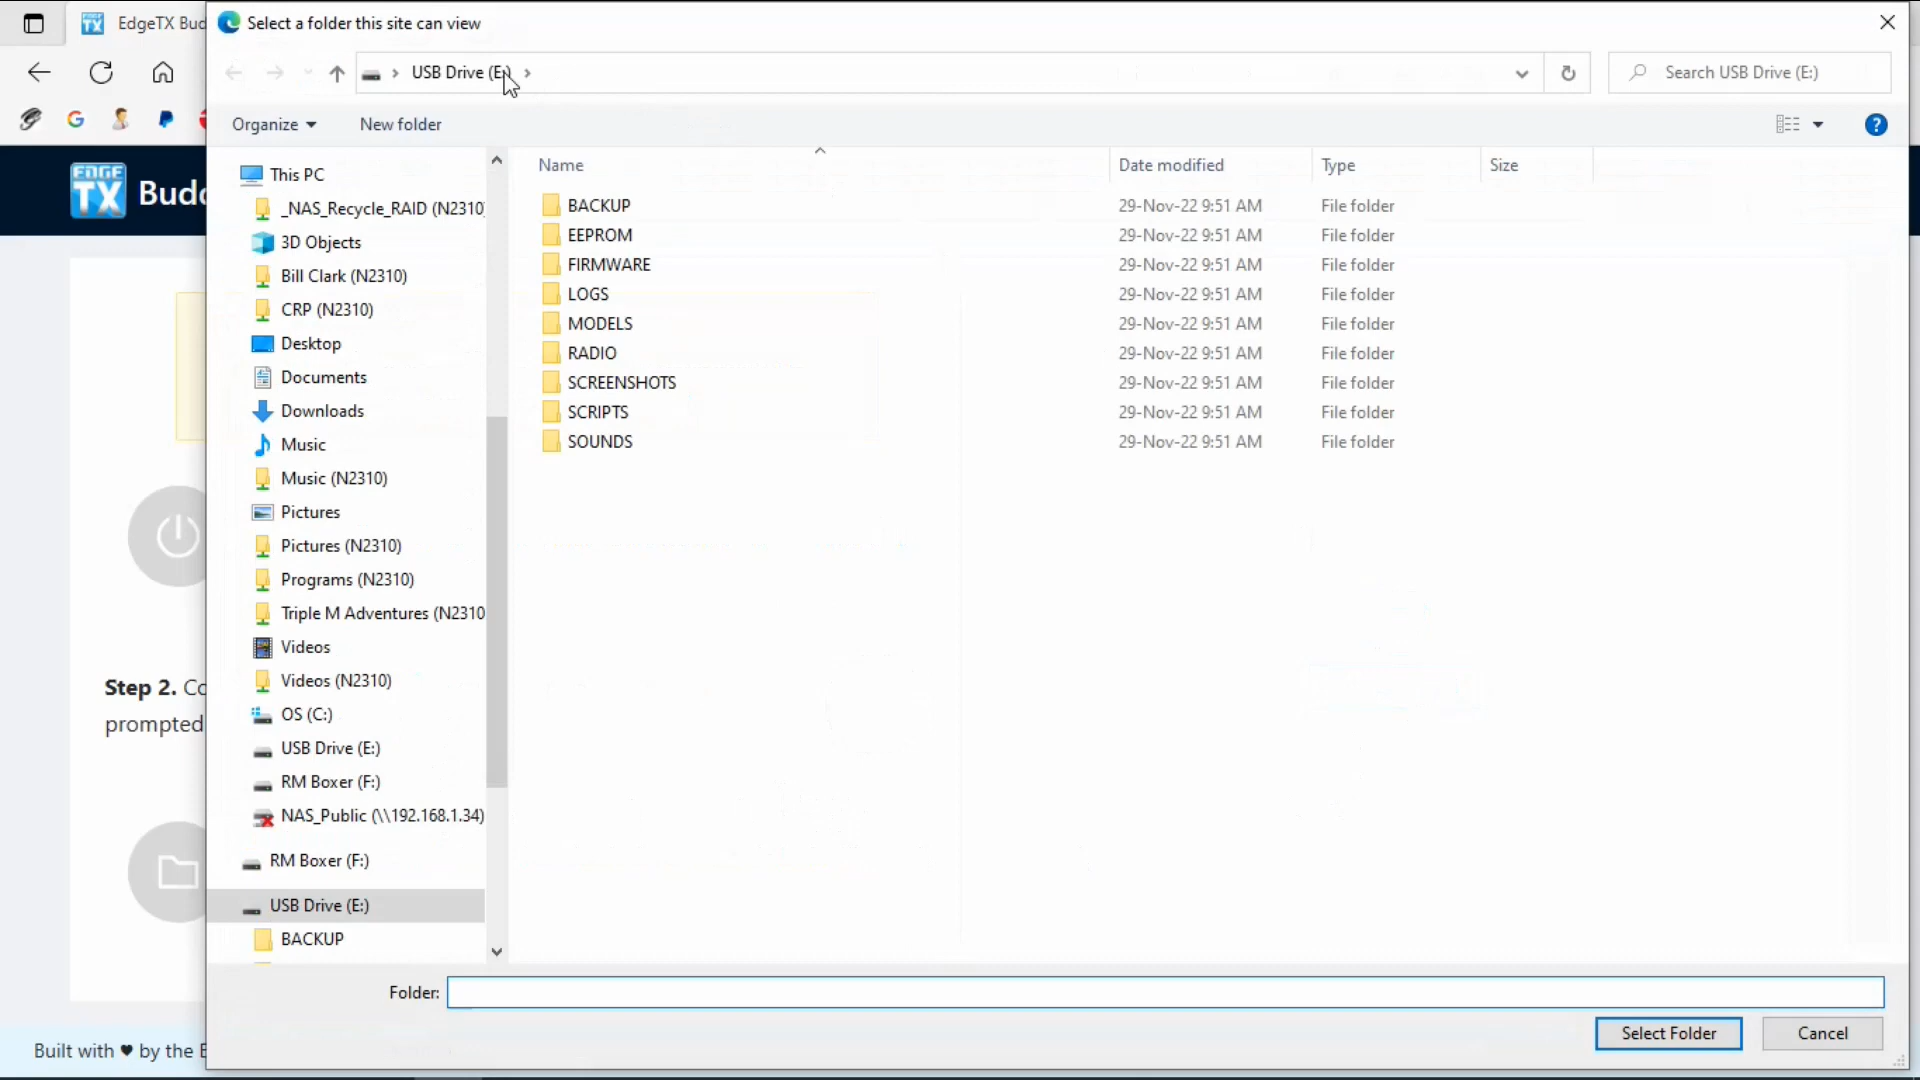 EdgeTX Bud
Select a folder this site can view
USB Drive (E:)
Search USB Drive (E:)
Organize
New folder
?
EDGE
TX
Budd
Name
Date modified
Type
Size
This PC
_NAS_Recycle_RAID (N2310)
3D Objects
Bill Clark (N2310)
CRP (N2310)
Desktop
Documents
Downloads
Music
Music (N2310)
Pictures
Pictures (N2310)
Programs (N2310)
Triple M Adventures (N2310
Videos
Videos (N2310)
OS (C:)
USB Drive (E:)
RM Boxer (F:)
NAS_Public (\\192.168.1.34)
RM Boxer (F:)
USB Drive (E:)
BACKUP
BACKUP 29-Nov-22 9:51 AM File folder
EEPROM 29-Nov-22 9:51 AM File folder
FIRMWARE 29-Nov-22 9:51 AM File folder
LOGS 29-Nov-22 9:51 AM File folder
MODELS 29-Nov-22 9:51 AM File folder
RADIO 29-Nov-22 9:51 AM File folder
SCREENSHOTS 29-Nov-22 9:51 AM File folder
SCRIPTS 29-Nov-22 9:51 AM File folder
SOUNDS 29-Nov-22 9:51 AM File folder
Step 2. Co
prompted
Folder:
Select Folder
Cancel
Built with ♥ by the E